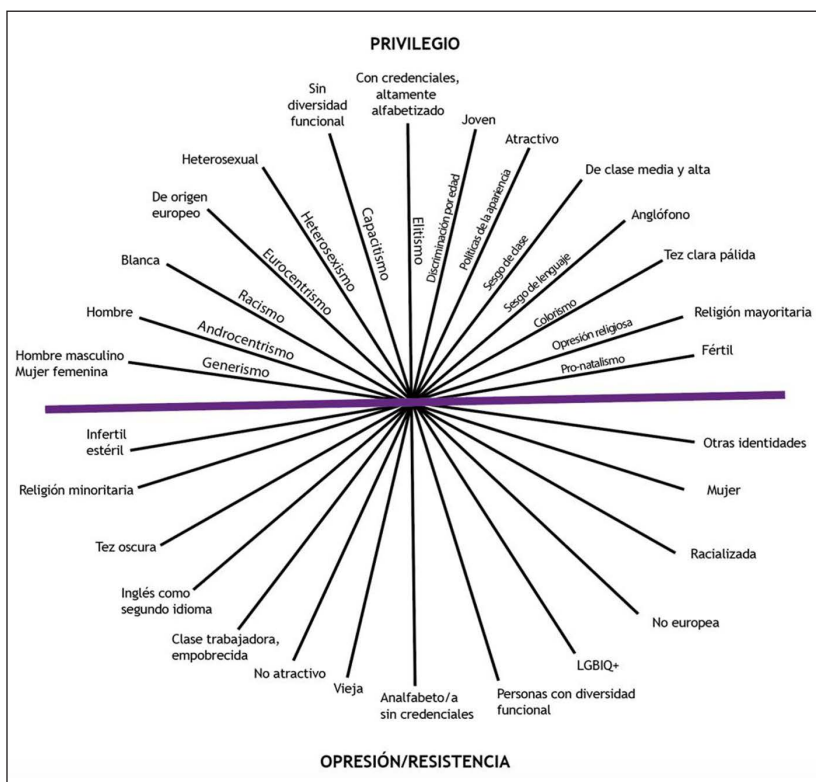 PRIVILEGIO
Con credenciales,
altamente
alfabetizado
Sin
diversidad
funcional
Joven
Atractivo
Heterosexual
De clase media y alta
De origen
europeo
Anglófono
Blanca
Tez clara pálida
Hombre
Religión mayoritaria
Hombre masculino
Mujer femenina
Fértil
Generismo
Androcentrismo
Racismo
Eurocentrismo
Heterosexismo
Capacitismo
Elitismo
Discriminación por edad
Políticas de la apariencia
Sesgo de clase
Sesgo de lenguaje
Colorismo
Opresión religiosa
Pro-natalismo
Infertil
estéril
Otras identidades
Religión minoritaria
Mujer
Tez oscura
Racializada
Inglés como
segundo idioma
No europea
Clase trabajadora,
empobrecida
LGBIQ+
No atractivo
Vieja
Analfabeto/a
sin credenciales
Personas con diversidad
funcional
OPRESIÓN/RESISTENCIA